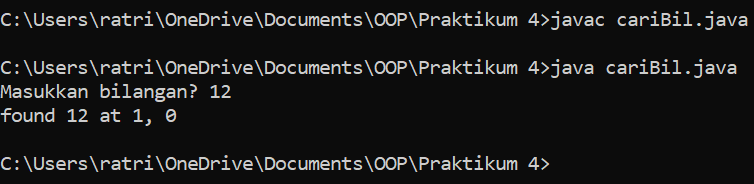 C:\Users\ratri\OneDrive\Documents\OOP\Praktikum 4>javac cariBil.java
C:\Users\ratri\OneDrive\Documents\OOP\Praktikum 4>java cariBil.java
Masukkan bilangan? 12
found 12 at 1, 0
C:\Users\ratri\OneDrive\Documents\OOP\Praktikum 4>